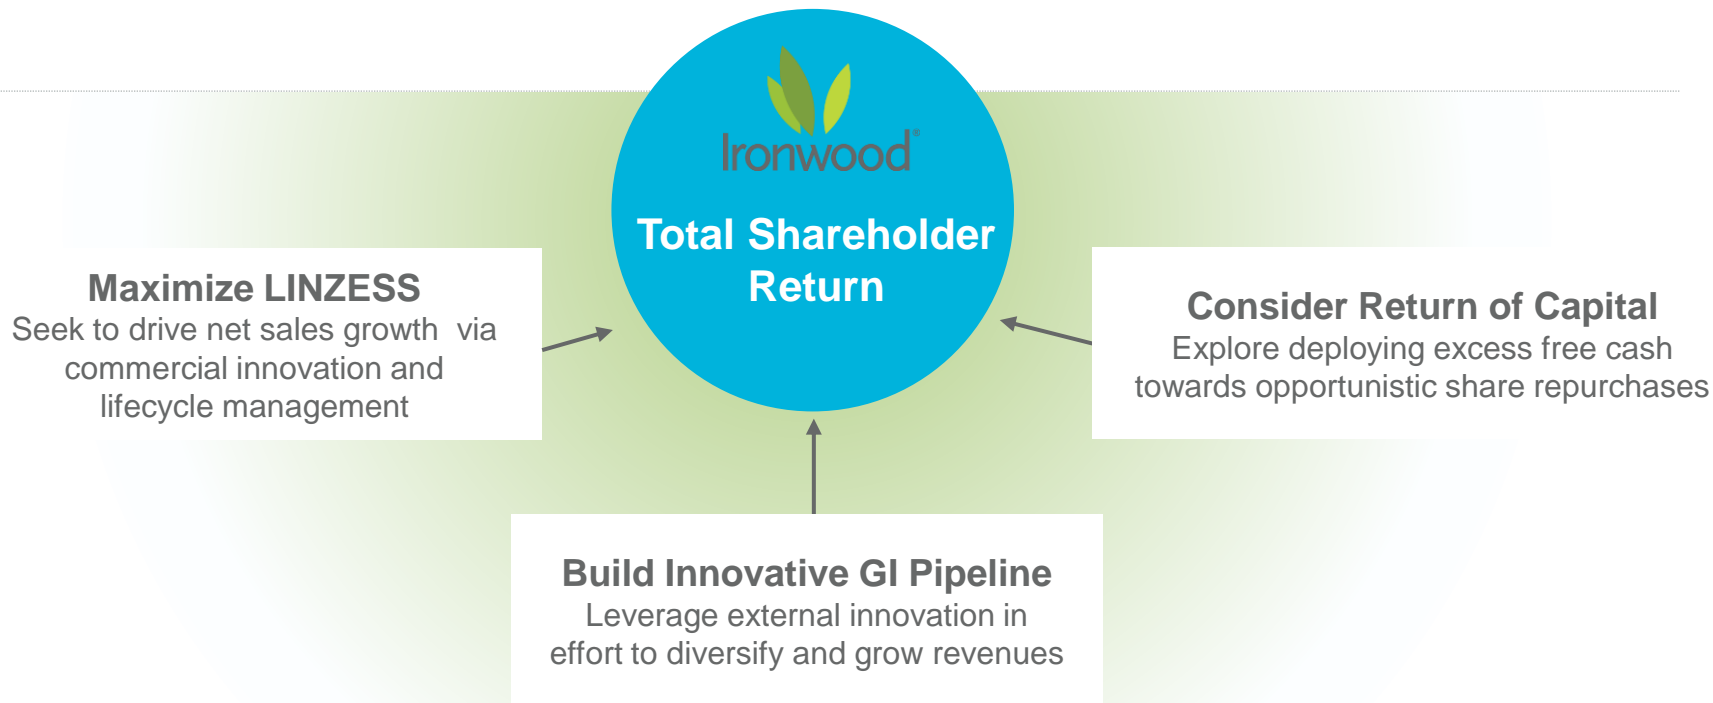 Ironwood®
Total Shareholder
Return
Maximize LINZESS
Seek to drive net sales growth  via
commercial innovation and
lifecycle management
Consider Return of Capital
Explore deploying excess free cash
towards opportunistic share repurchases
Build Innovative GI Pipeline
Leverage external innovation in
effort to diversify and grow revenues